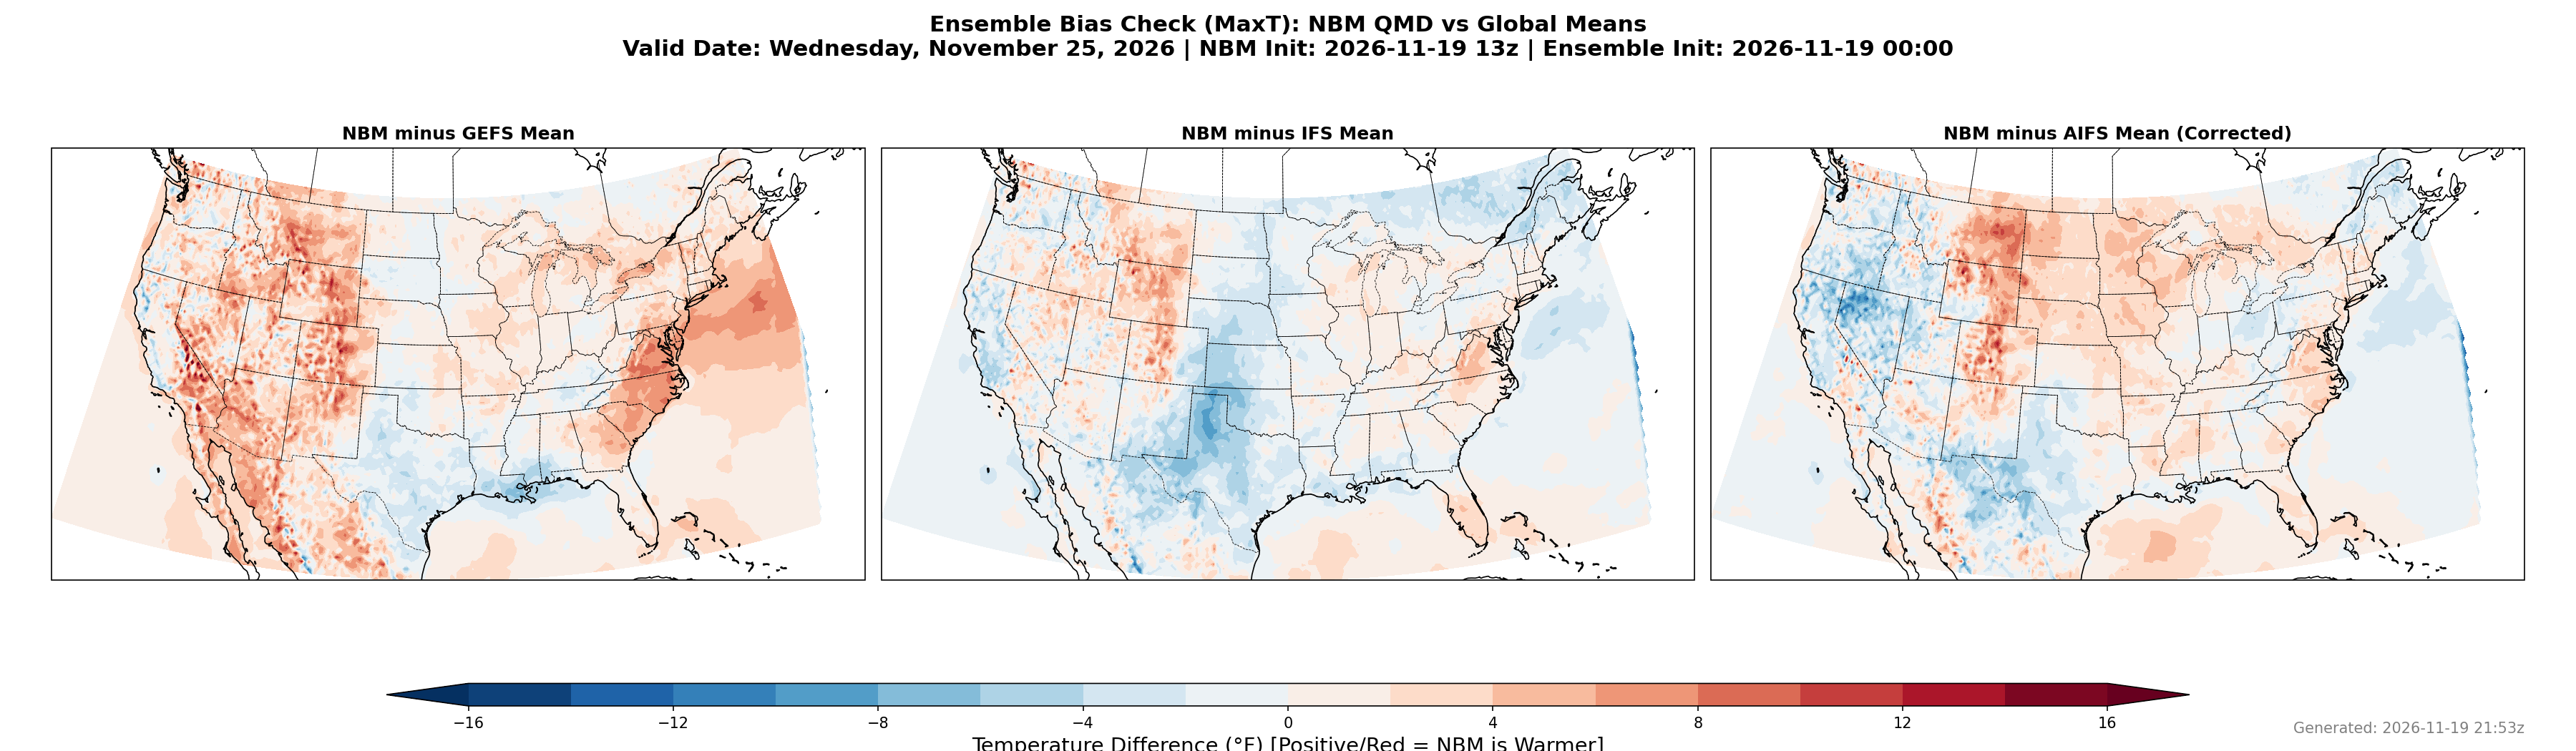 Ensemble Bias Check (MaxT): NBM QMD vs Global Means
Valid Date: Wednesday, November 25, 2026 | NBM Init: 2026-11-19 13z | Ensemble Init: 2026-11-19 00:00
NBM minus GEFS Mean
NBM minus IFS Mean
NBM minus AIFS Mean (Corrected)
−16 −12 −8 −4 0 4 8 12 16
Temperature Difference (°F) [Positive/Red = NBM is Warmer]
Generated: 2026-11-19 21:53z